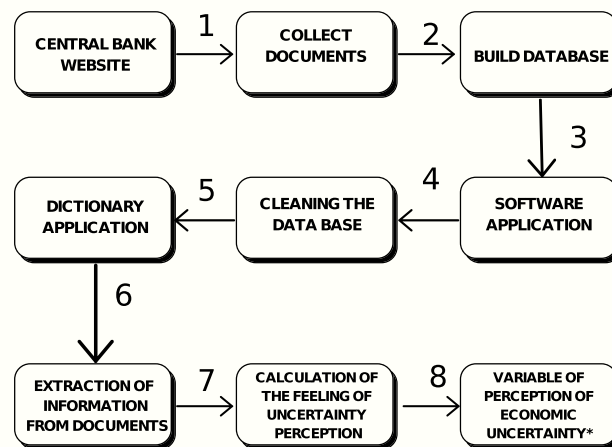 CENTRAL BANK
WEBSITE
1
COLLECT
DOCUMENTS
2
BUILD DATABASE
3
SOFTWARE
APPLICATION
4
CLEANING THE
DATA BASE
5
DICTIONARY
APPLICATION
6
EXTRACTION OF
INFORMATION
FROM DOCUMENTS
7
CALCULATION OF
THE FEELING OF
UNCERTAINTY
PERCEPTION
8
VARIABLE OF
PERCEPTION OF
ECONOMIC
UNCERTAINTY*